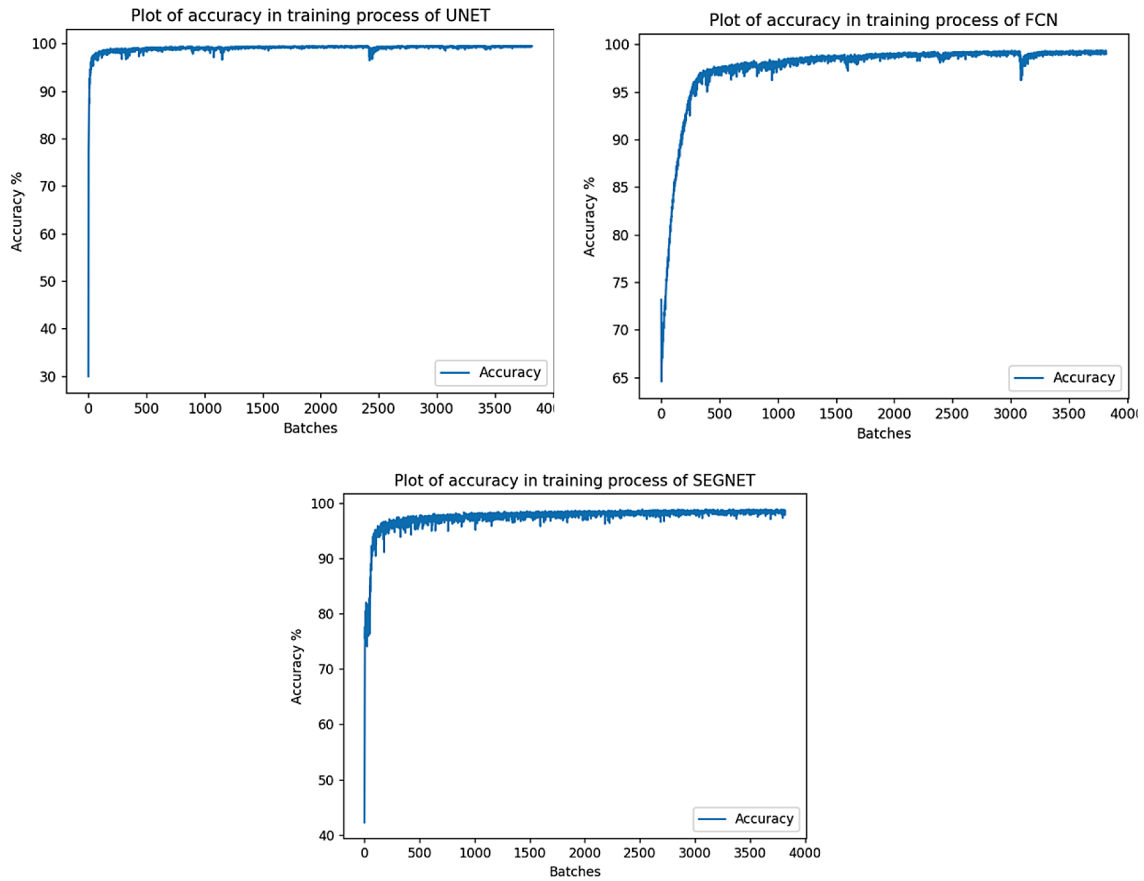 Plot of accuracy in training process of UNET
100
90
80
70
60
50
40
30
Accuracy %
Accuracy
0 500 1000 1500 2000 2500 3000 3500 40
Batches
Plot of accuracy in training process of FCN
100
95
90
85
80
75
70
65
Accuracy %
Accuracy
0 500 1000 1500 2000 2500 3000 3500 4000
Batches
Plot of accuracy in training process of SEGNET
100
90
80
70
60
50
40
Accuracy %
Accuracy
0 500 1000 1500 2000 2500 3000 3500 4000
Batches